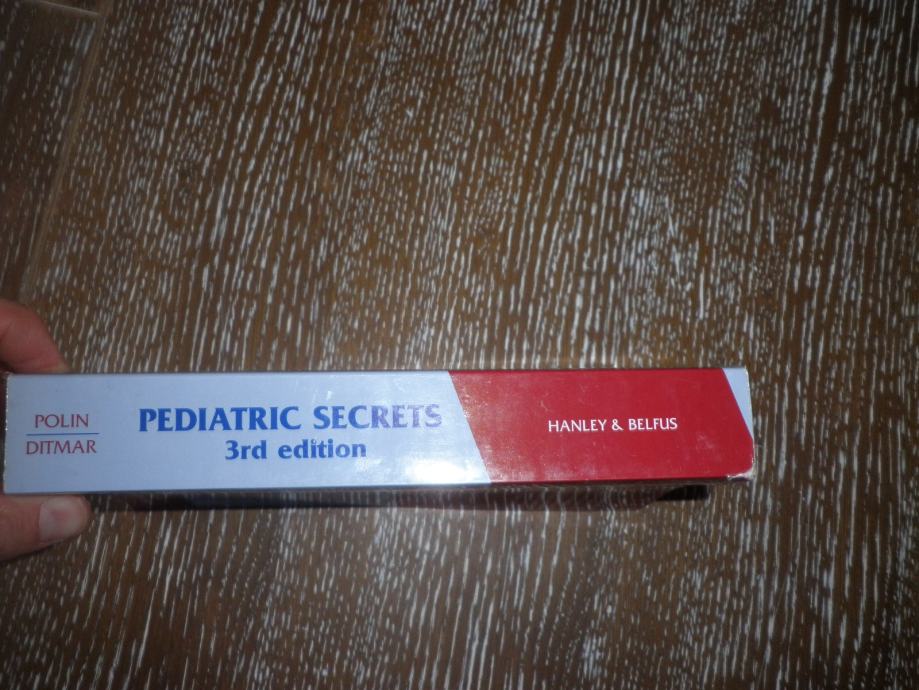 POLIN
DITMAR
PEDIATRIC SECRETS
3rd edition
HANLEY & BELFUS